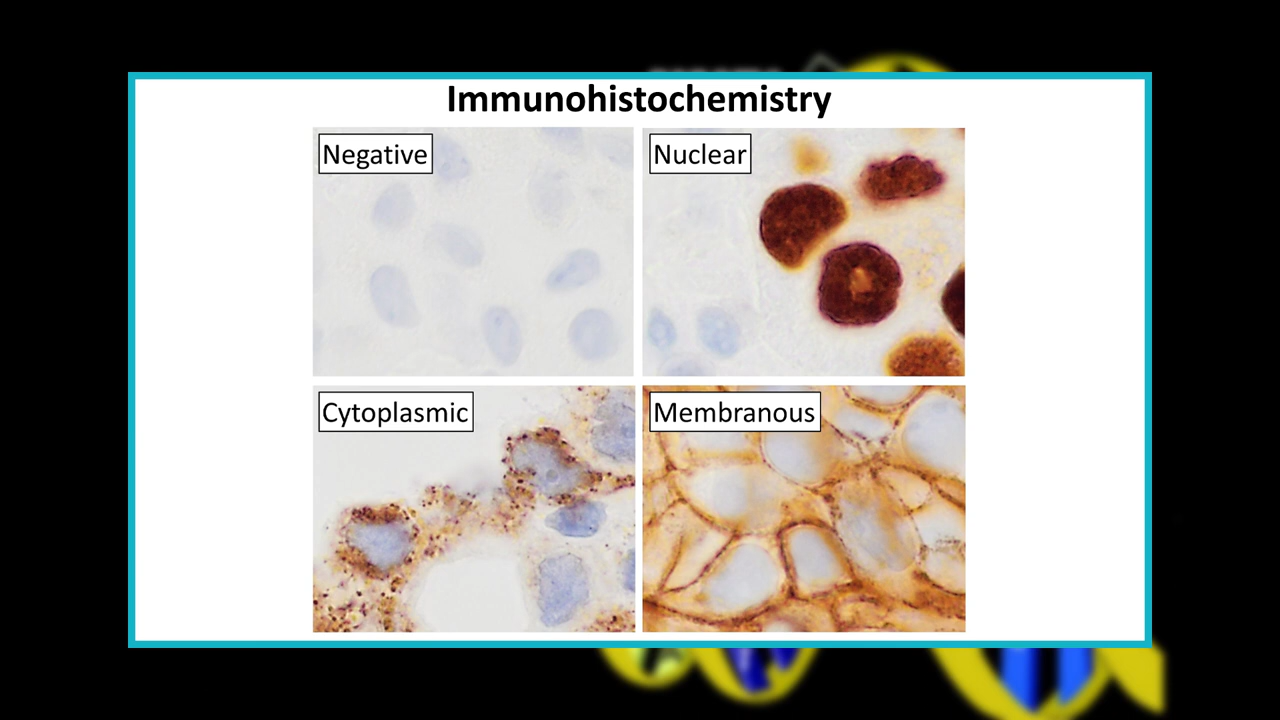 Immunohistochemistry
Negative
Nuclear
Cytoplasmic
Membranous